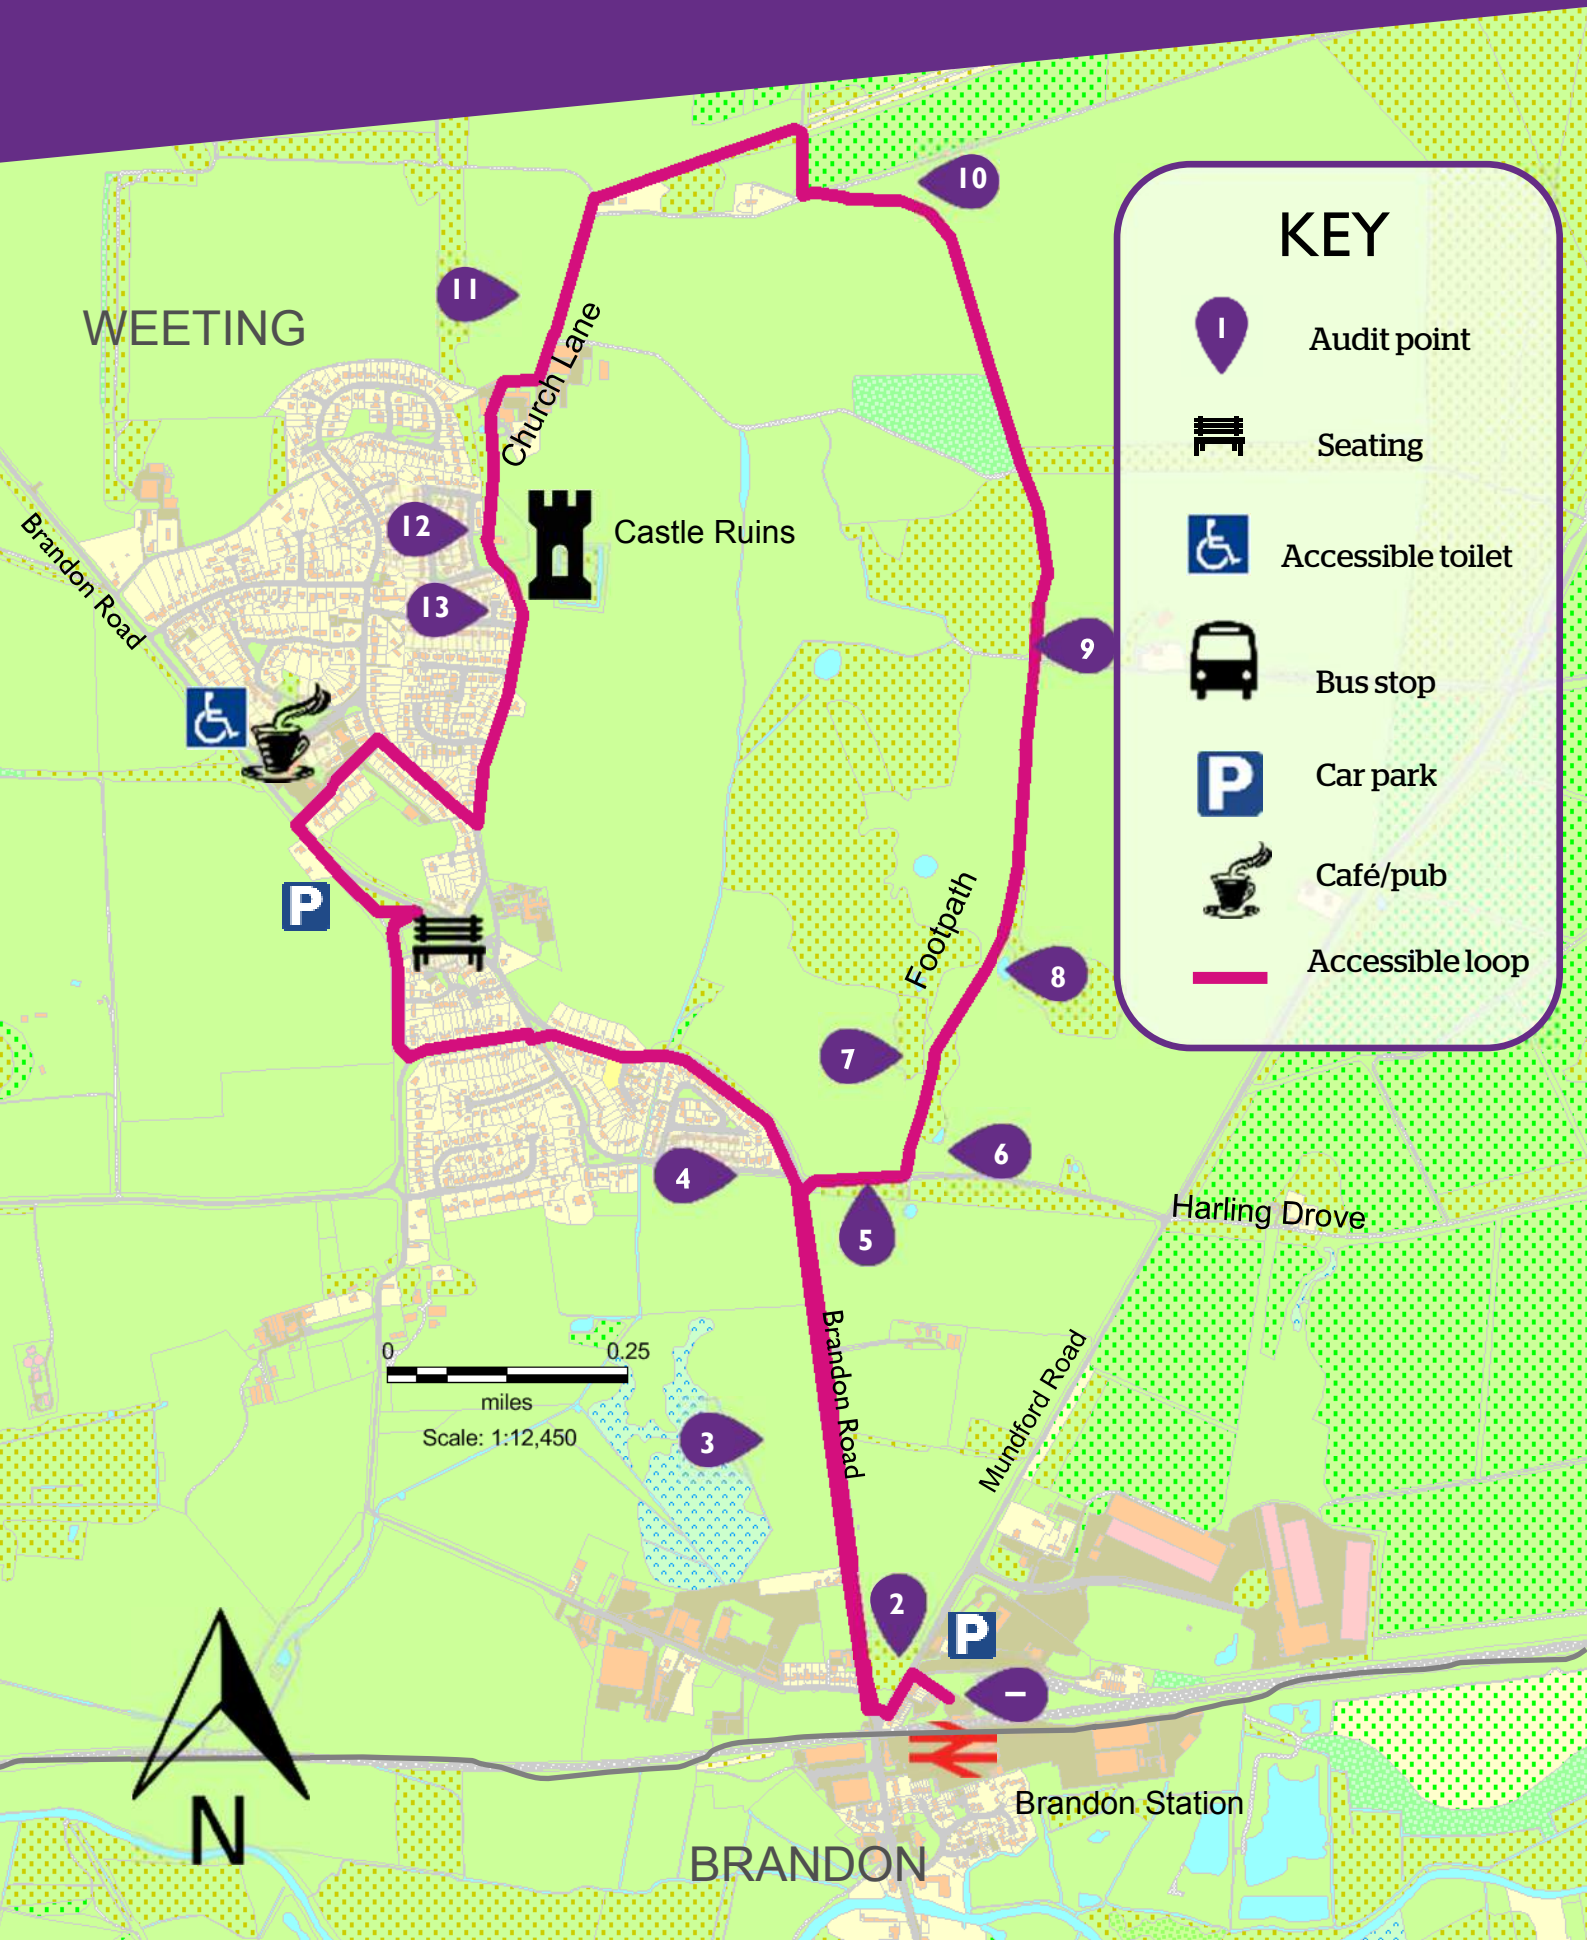 WEETING
Church Lane
Castle Ruins
Brandon Road
10
11
12
13
9
8
7
6
5
4
Footpath
Harling Drove
0 0.25
miles
Scale: 1:12,450
3
Brandon Road
Mundford Road
2
P
P
1
N
Brandon Station
BRANDON
KEY
1 Audit point
Seating
Accessible toilet
Bus stop
P Car park
Café/pub
Accessible loop